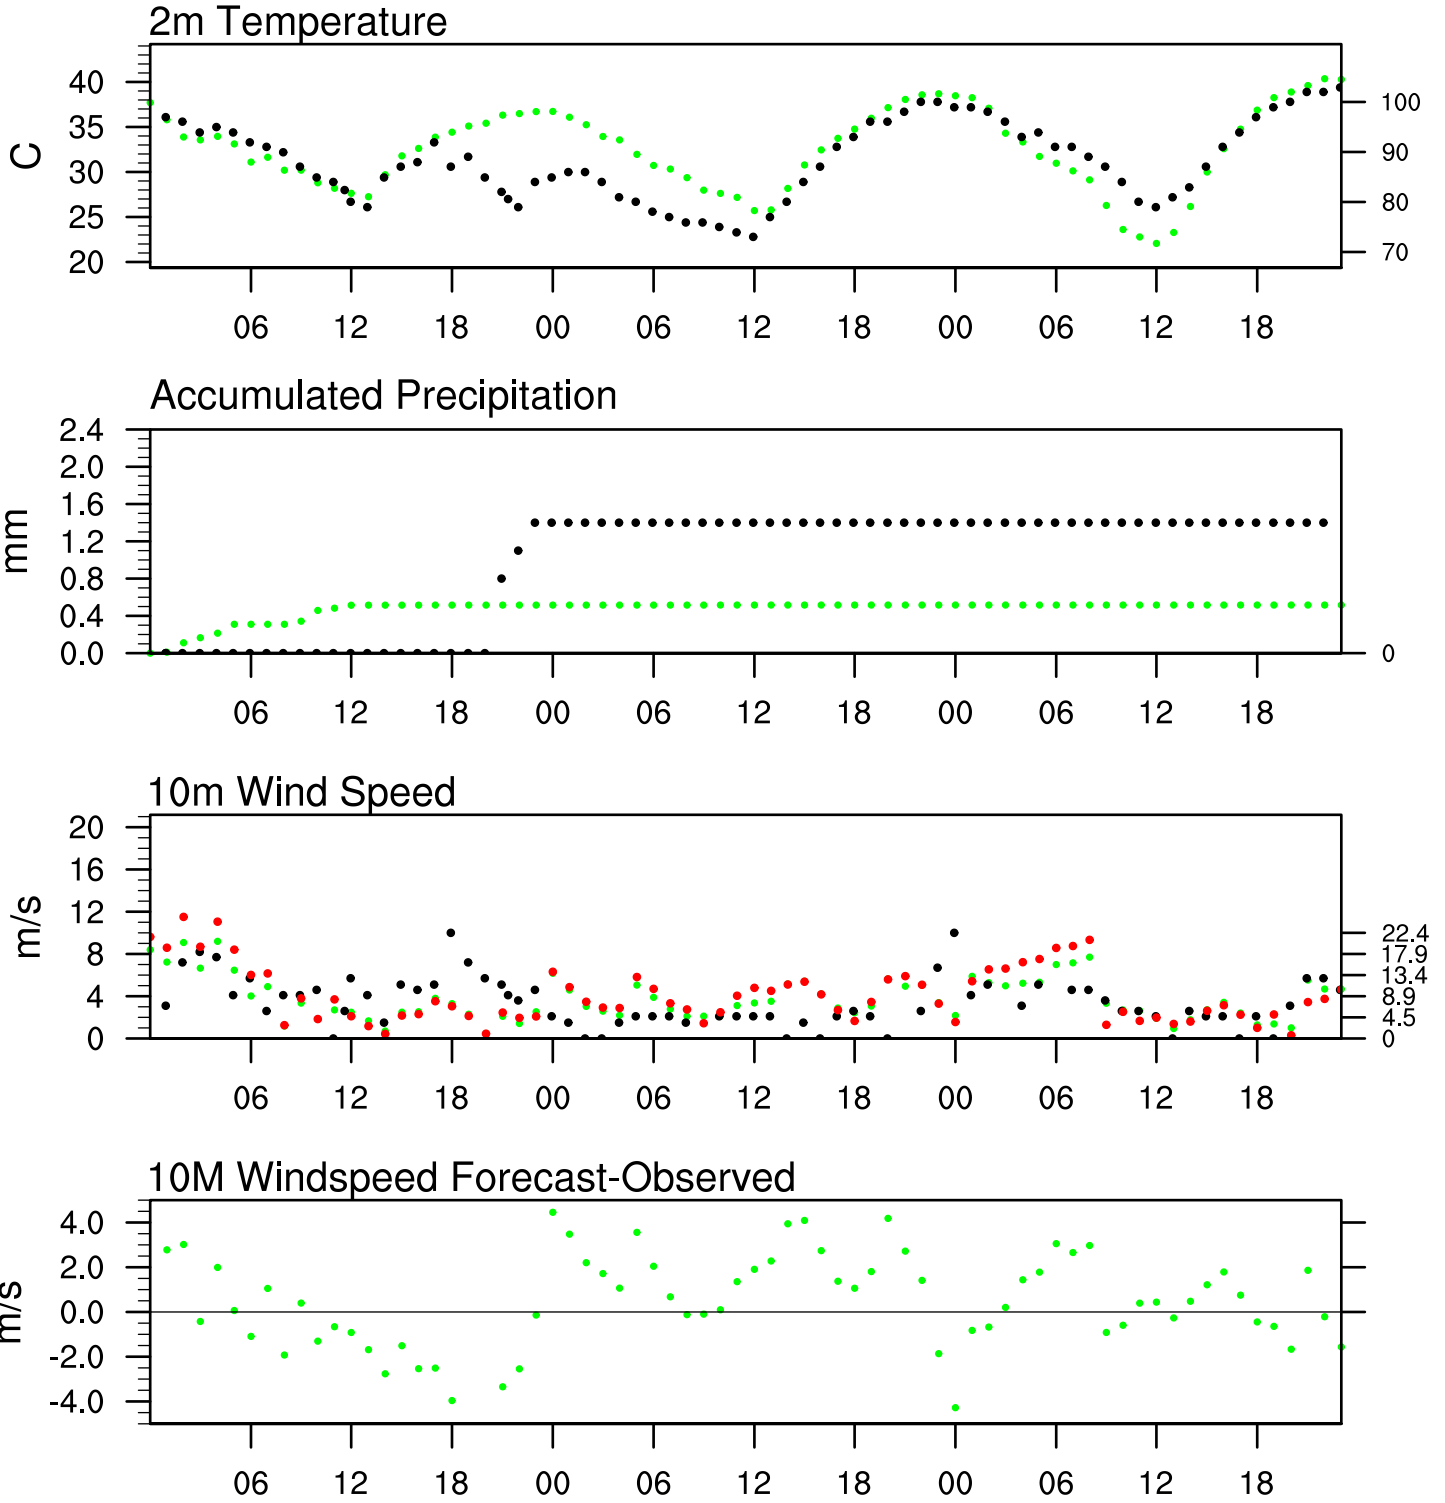 2m Temperature
40
35
30
25
20
C
100
90
80
70
06 12 18 00 06 12 18 00 06 12 18
Accumulated Precipitation
2.4
2.0
1.6
1.2
0.8
0.4
0.0
mm
0
06 12 18 00 06 12 18 00 06 12 18
10m Wind Speed
20
16
12
8
4
0
m/s
22.4
17.9
13.4
8.9
4.5
0
06 12 18 00 06 12 18 00 06 12 18
10M Windspeed Forecast-Observed
4.0
2.0
0.0
-2.0
-4.0
m/s
06 12 18 00 06 12 18 00 06 12 18